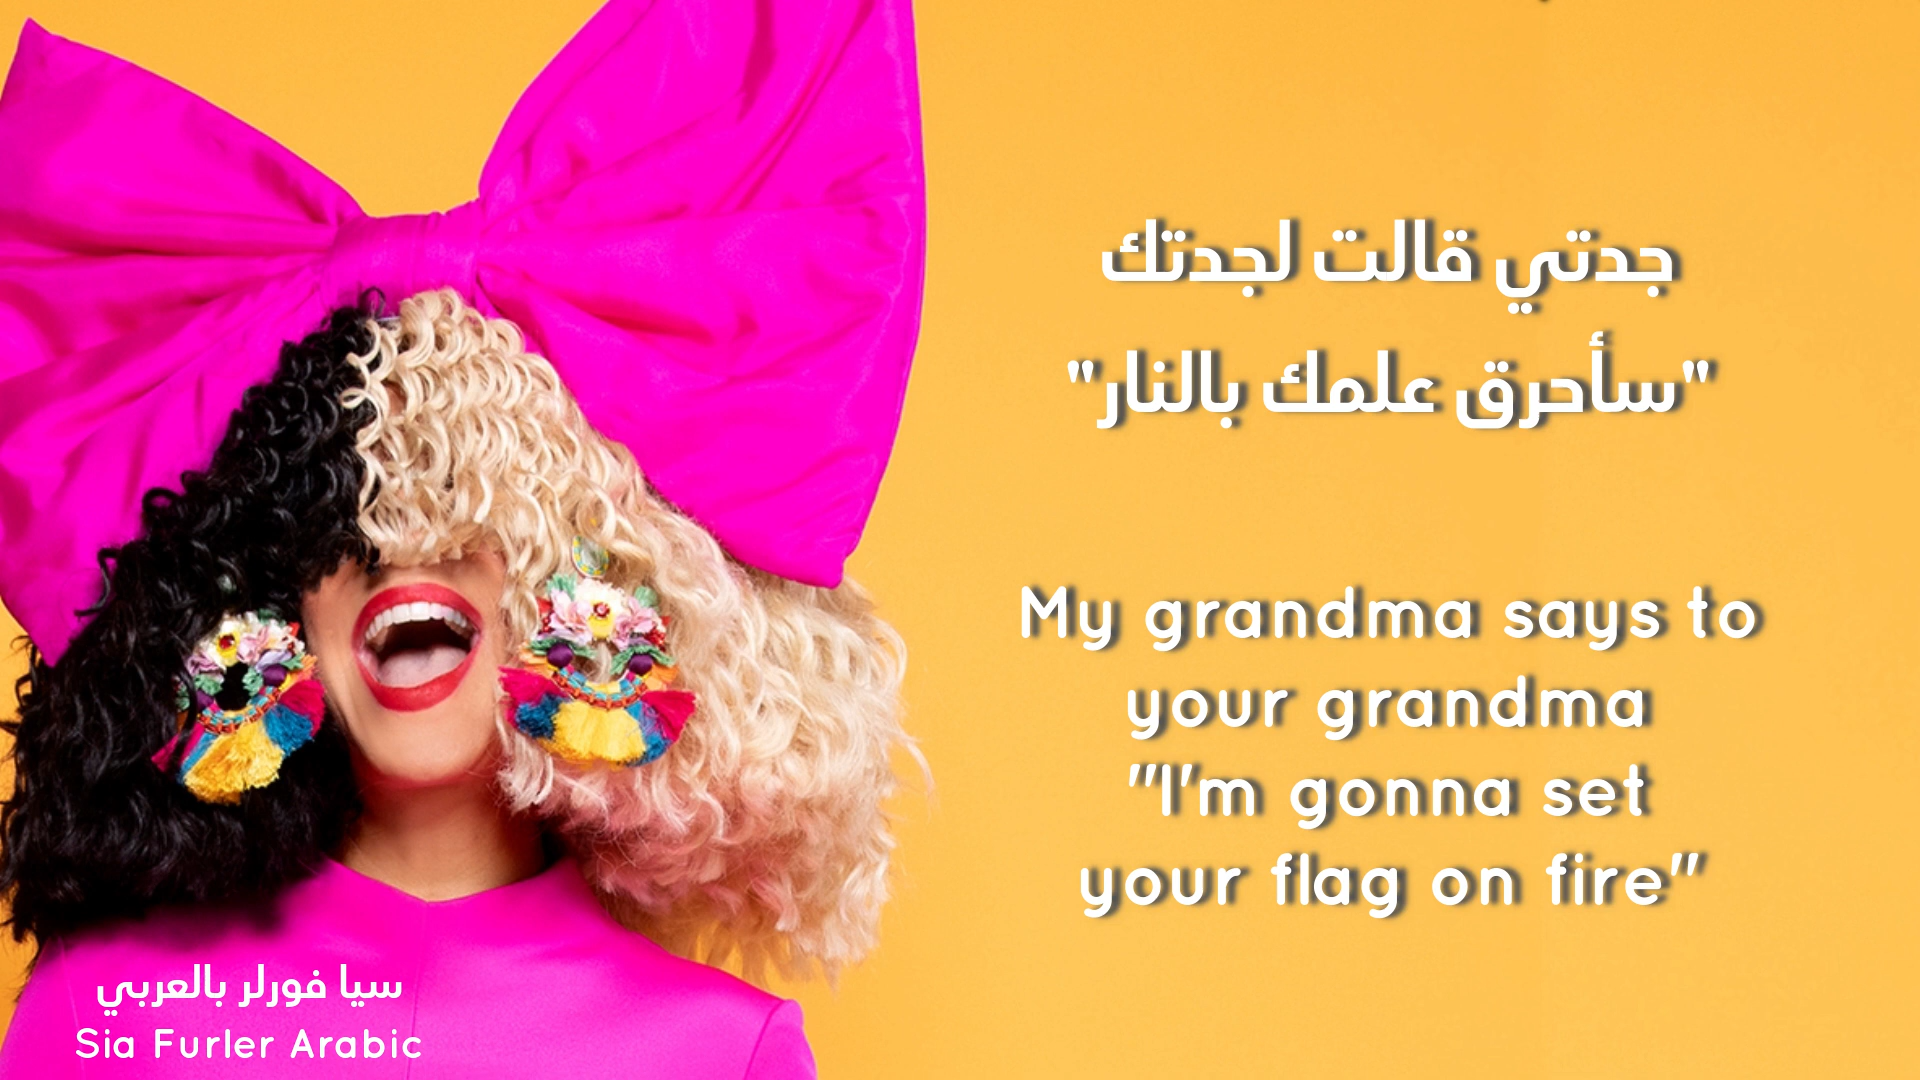 جدتي قالت لجدتك
"سأحرق علمك بالنار"
My grandma says to
your grandma
"I'm gonna set
your flag on fire"
سيا فورلر بالعربي
Sia Furler Arabic